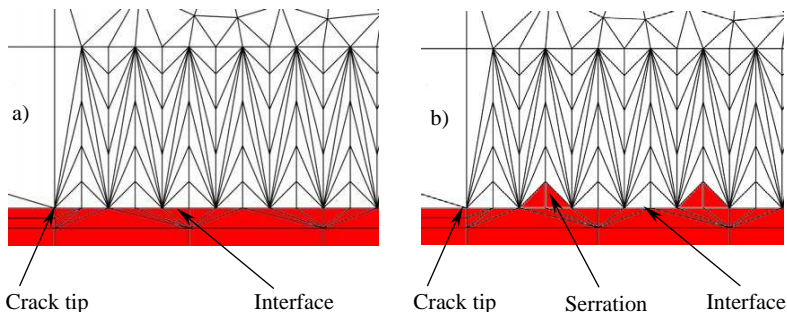 a)
b)
Crack tip
Interface
Crack tip
Serration
Interface